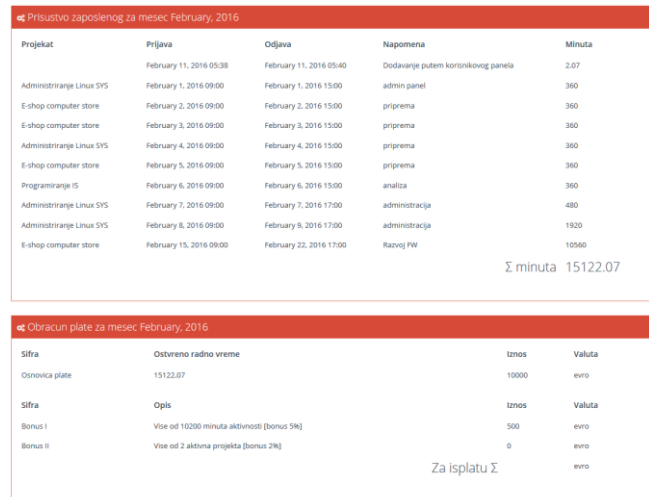 Prisustvo zaposlenog za mesec February, 2016
Projekat Prijava Odjava Napomena Minuta
February 11, 2016 05:38 February 11, 2016 05:40 Dodavanje putem korisnikovog panela 2.07
Administriranje Linux SYS February 1, 2016 09:00 February 1, 2016 15:00 admin panel 360
E-shop computer store February 2, 2016 09:00 February 2, 2016 15:00 priprema 360
E-shop computer store February 3, 2016 09:00 February 3, 2016 15:00 priprema 360
Administriranje Linux SYS February 4, 2016 09:00 February 4, 2016 15:00 priprema 360
E-shop computer store February 5, 2016 09:00 February 5, 2016 15:00 priprema 360
Programiranje IS February 6, 2016 09:00 February 6, 2016 15:00 analiza 360
Administriranje Linux SYS February 7, 2016 09:00 February 7, 2016 17:00 administracija 480
Administriranje Linux SYS February 8, 2016 09:00 February 9, 2016 17:00 administracija 1920
E-shop computer store February 15, 2016 09:00 February 22, 2016 17:00 Razvoj FW 10560
Σ minuta 15122.07
Obracun plate za mesec February, 2016
Sifra Ostvreno radno vreme Iznos Valuta
Osnovica plate 15122.07 10000 evro
Sifra Opis Iznos Valuta
Bonus I Vise od 10200 minuta aktivnosti [bonus 5%] 500 evro
Bonus II Vise od 2 aktivna projekta [bonus 2%] 0 evro
Za isplatu Σ evro